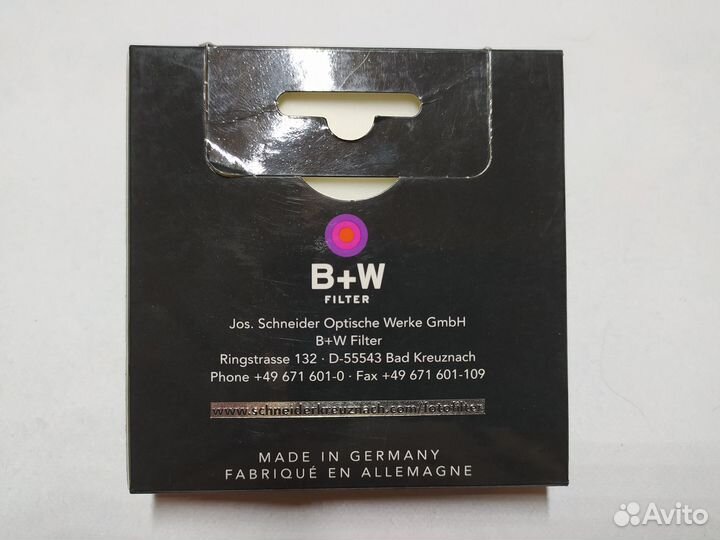 B+W
FILTER
Jos. Schneider Optische Werke GmbH
B+W Filter
Ringstrasse 132 · D-55543 Bad Kreuznach
Phone +49 671 601-0 · Fax +49 671 601-109
www.schneiderkreuznach.com/fotofilter
MADE IN GERMANY
FABRIQUÉ EN ALLEMAGNE
Avito